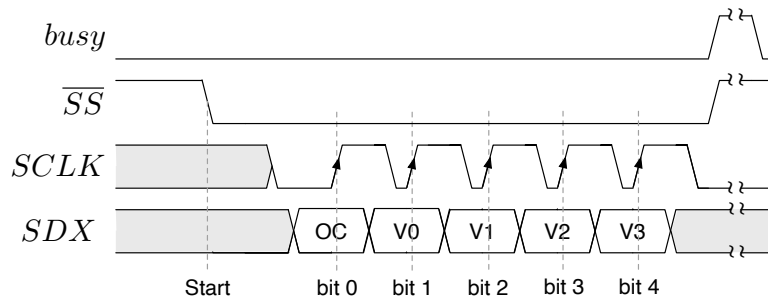 busy
SS
SCLK
SDX OC V0 V1 V2 V3
Start bit 0 bit 1 bit 2 bit 3 bit 4